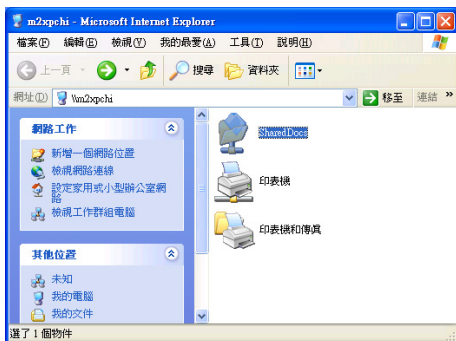 m2xpchi - Microsoft Internet Explorer
檔案(F) 編輯(E) 檢視(V) 我的最愛(A) 工具(T) 說明(H)
上一頁 搜尋 資料夾
網址(D) \\m2xpchi 移至 連結 »
網路工作
新增一個網路位置
檢視網路連線
設定家用或小型辦公室網
路
檢視工作群組電腦
其他位置
未知
我的電腦
我的文件
SharedDocs
印表機
印表機和傳真
選了 1 個物件